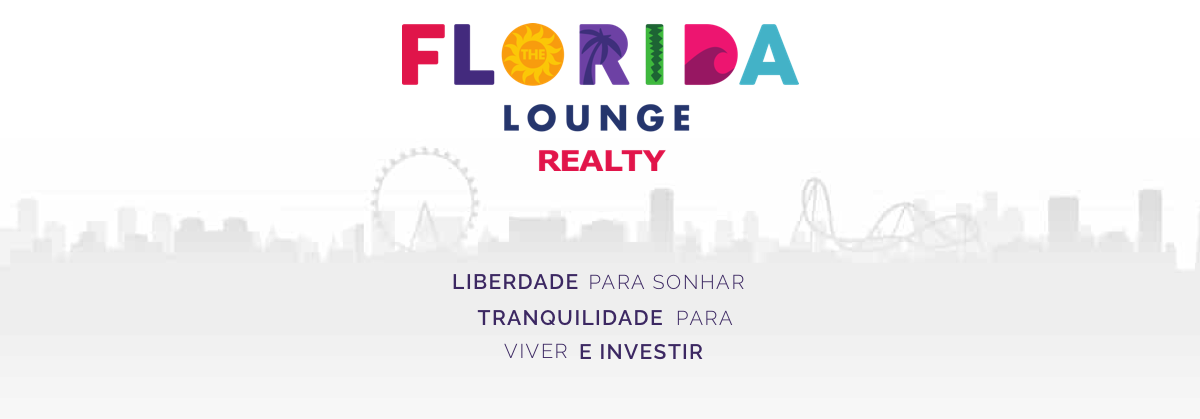 FLORIDA
THE
LOUNGE
REALTY
LIBERDADE PARA SONHAR
TRANQUILIDADE PARA
VIVER E INVESTIR